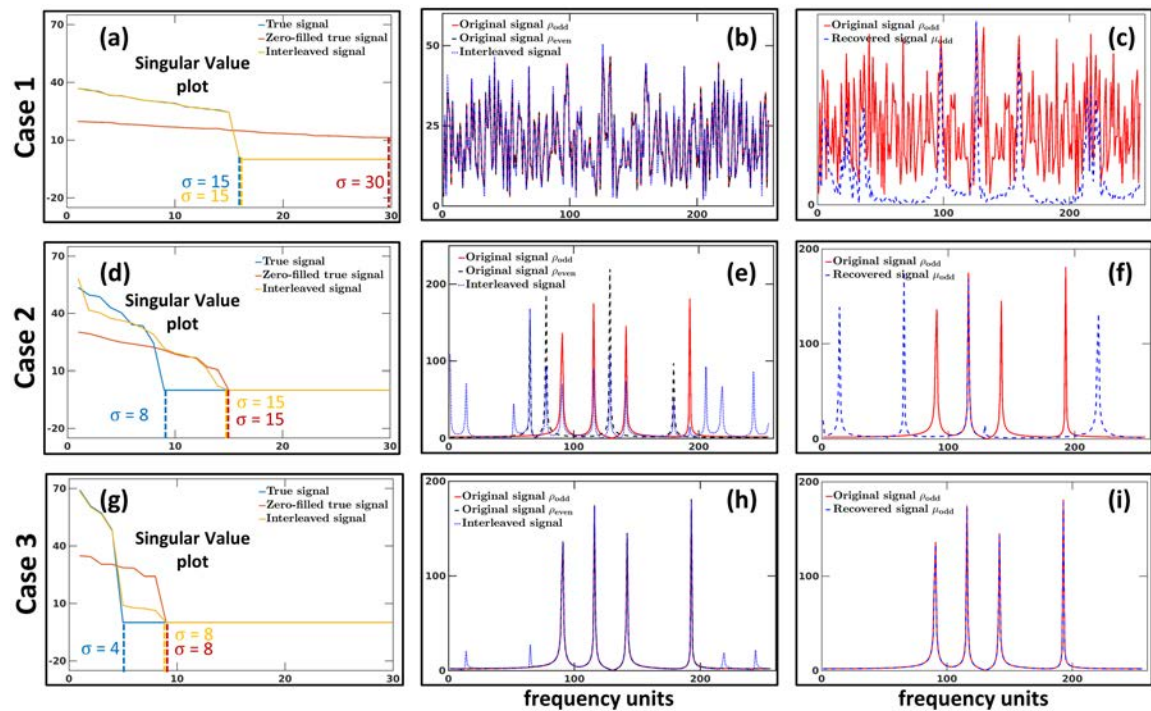 Case 1
(a)
True signal
Zero-filled true signal
Interleaved signal
Singular Value
plot
σ = 15
σ = 15
σ = 30
70
40
10
-20
0
10
20
30
(b)
Original signal ρodd
Original signal ρeven
Interleaved signal
50
25
0
0
100
200
(c)
Original signal ρodd
Recovered signal μodd
0
100
200
Case 2
(d)
True signal
Zero-filled true signal
Interleaved signal
Singular Value
plot
σ = 8
σ = 15
σ = 15
70
40
10
-20
0
10
20
30
(e)
Original signal ρodd
Original signal ρeven
Interleaved signal
200
100
0
0
100
200
(f)
Original signal ρodd
Recovered signal μodd
200
100
0
0
100
200
Case 3
(g)
True signal
Zero-filled true signal
Interleaved signal
Singular Value
plot
σ = 4
σ = 8
σ = 8
70
40
10
-20
0
10
20
30
(h)
Original signal ρodd
Original signal ρeven
Interleaved signal
200
100
0
0
100
200
frequency units
(i)
Original signal ρodd
Recovered signal μodd
200
100
0
0
100
200
frequency units